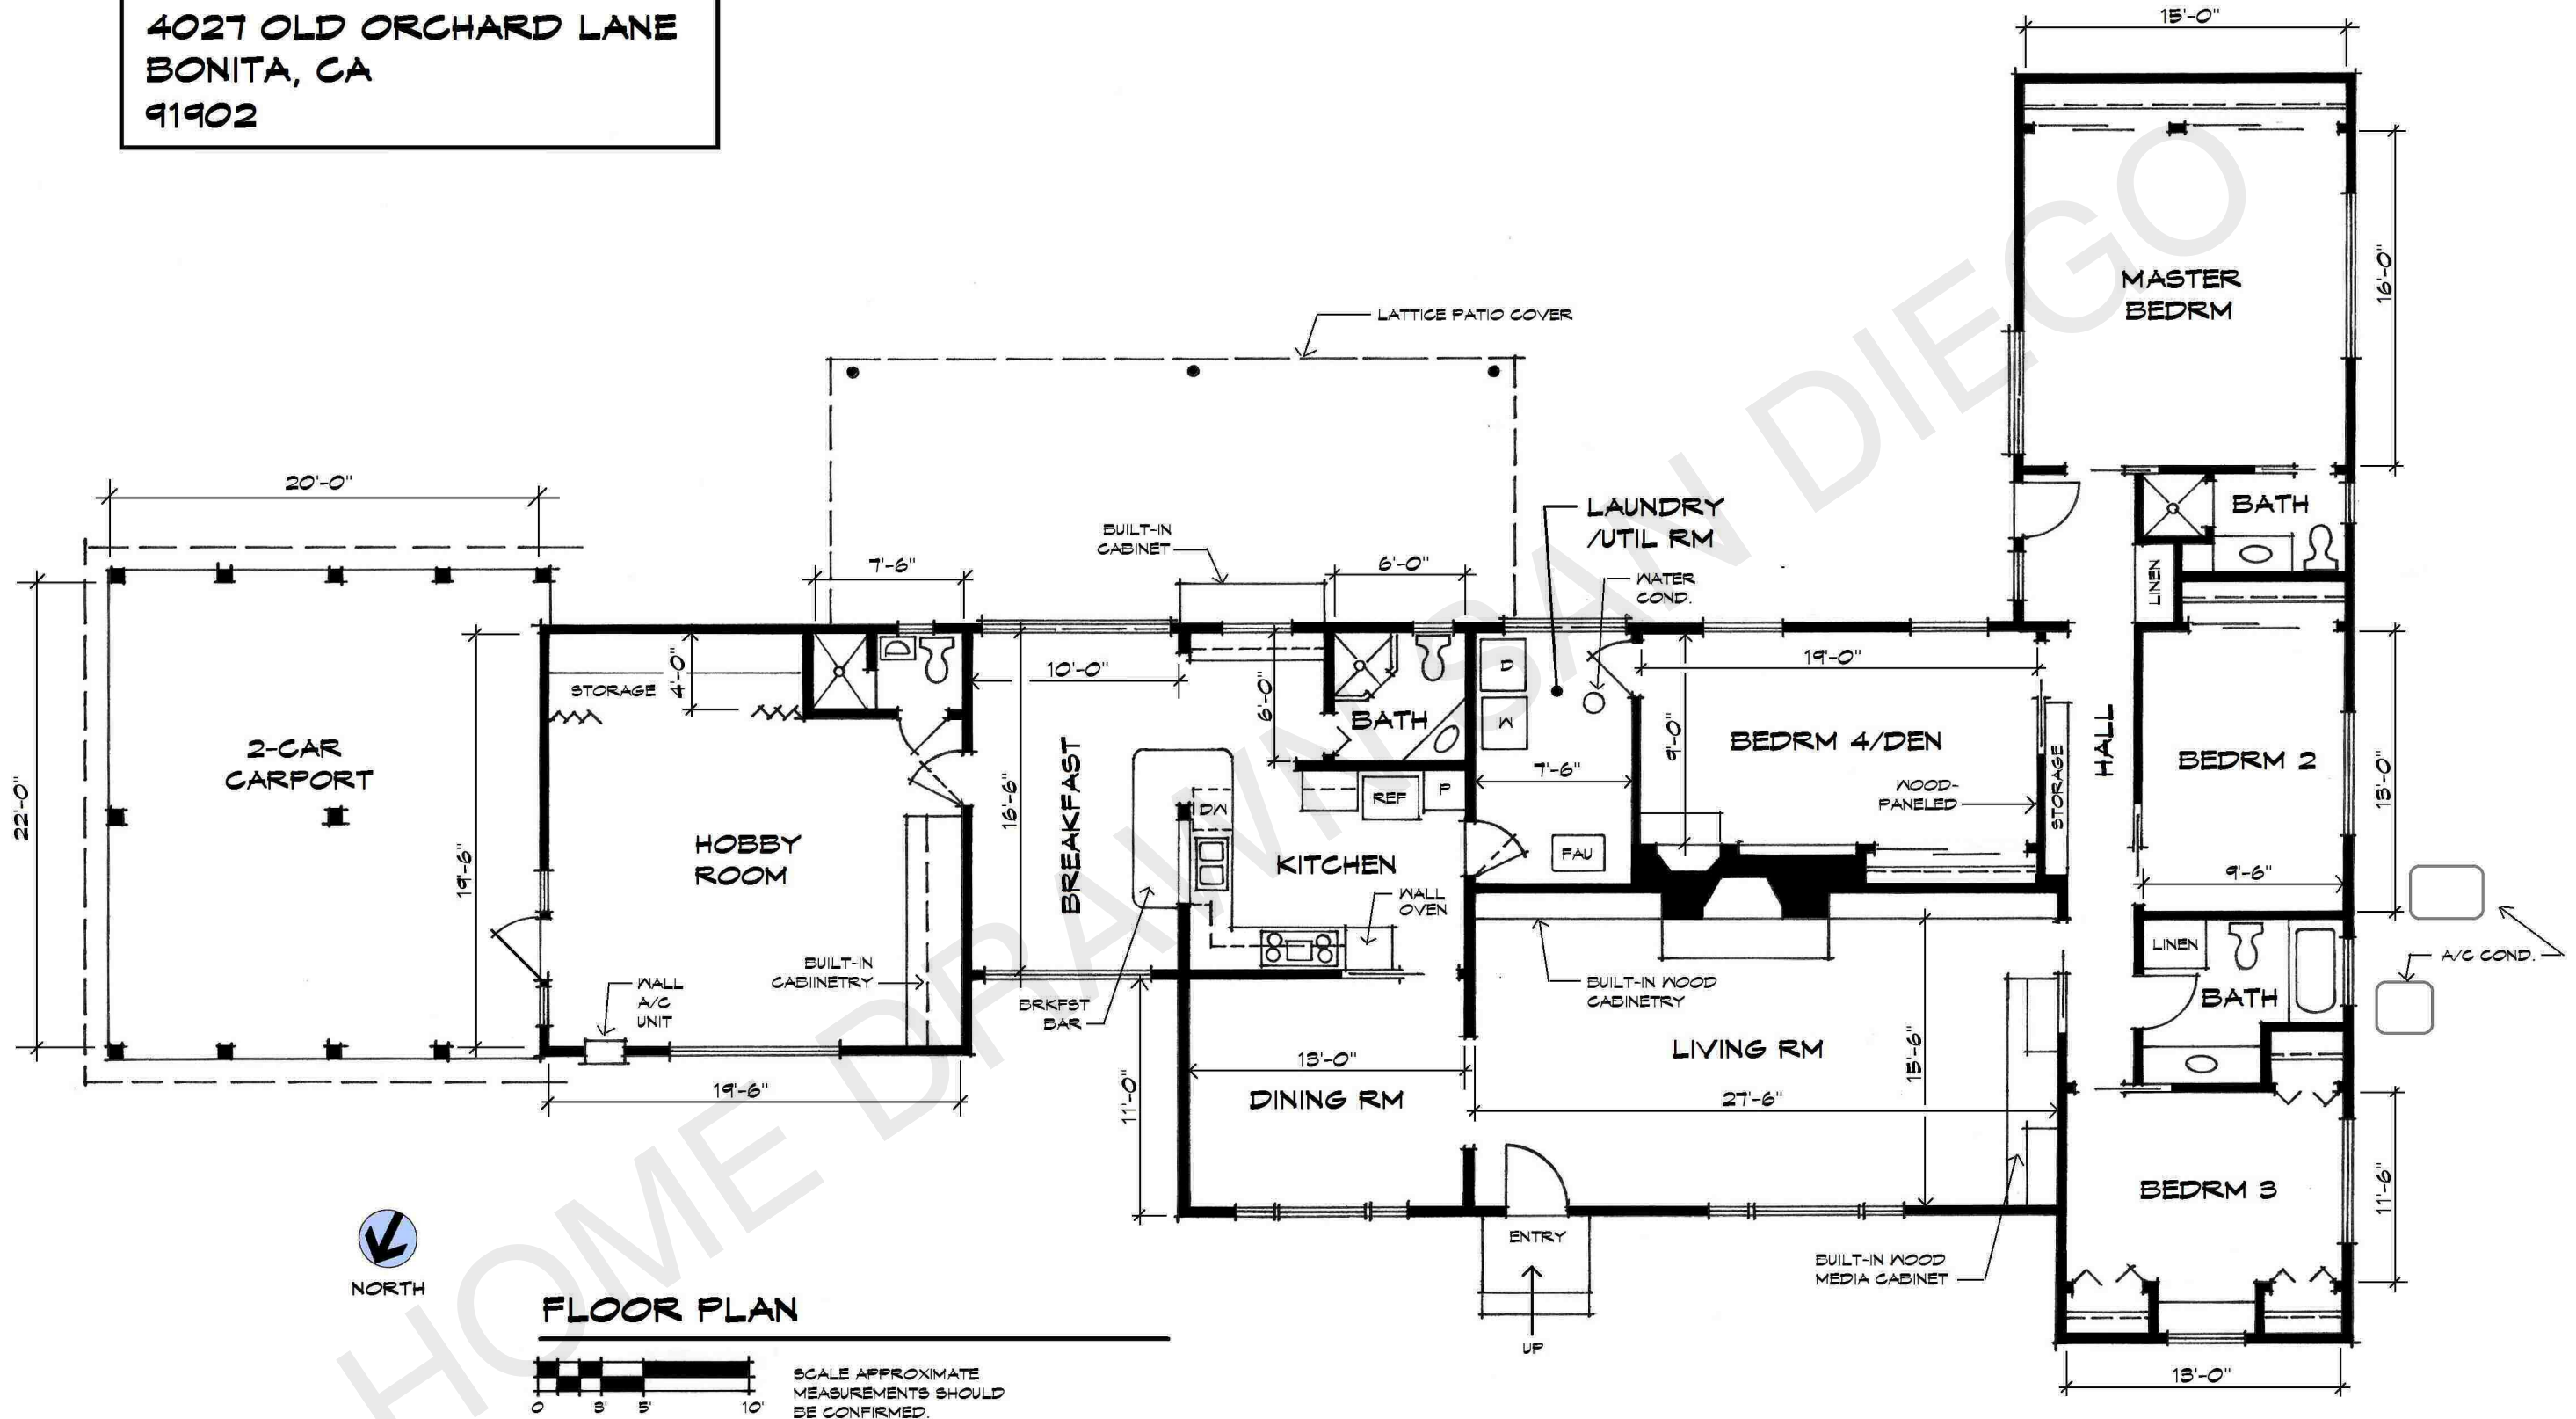 4027 OLD ORCHARD LANE
BONITA, CA
91902
15'-0"
MASTER
BEDRM
16'-0"
LATTICE PATIO COVER
20'-0"
BUILT-IN
CABINET
7'-6"
6'-0"
LAUNDRY
/UTIL RM
WATER
COND.
BATH
LINEN
STORAGE
4'-0"
10'-0"
6'-0"
BATH
D
W
19'-0"
9'-0"
BEDRM 4/DEN
HALL
BEDRM 2
13'-0"
2-CAR
CARPORT
22'-0"
19'-6"
HOBBY
ROOM
BREAKFAST
16'-6"
DW
REF
P
7'-6"
WOOD-
PANELED
STORAGE
KITCHEN
FAU
WALL
OVEN
9'-6"
LINEN
A/C COND.
BUILT-IN
CABIINETRY
WALL
A/C
UNIT
BRKFST
BAR
BUILT-IN WOOD
CABINETRY
BATH
LIVING RM
15'-6"
13'-0"
DINING RM
11'-0"
27'-6"
19'-6"
BEDRM 3
11'-6"
ENTRY
UP
BUILT-IN WOOD
MEDIA CABINET
13'-0"
NORTH
FLOOR PLAN
0 3' 5' 10'
SCALE APPROXIMATE
MEASUREMENTS SHOULD
BE CONFIRMED.
HOME DRAWN SAN DIEGO